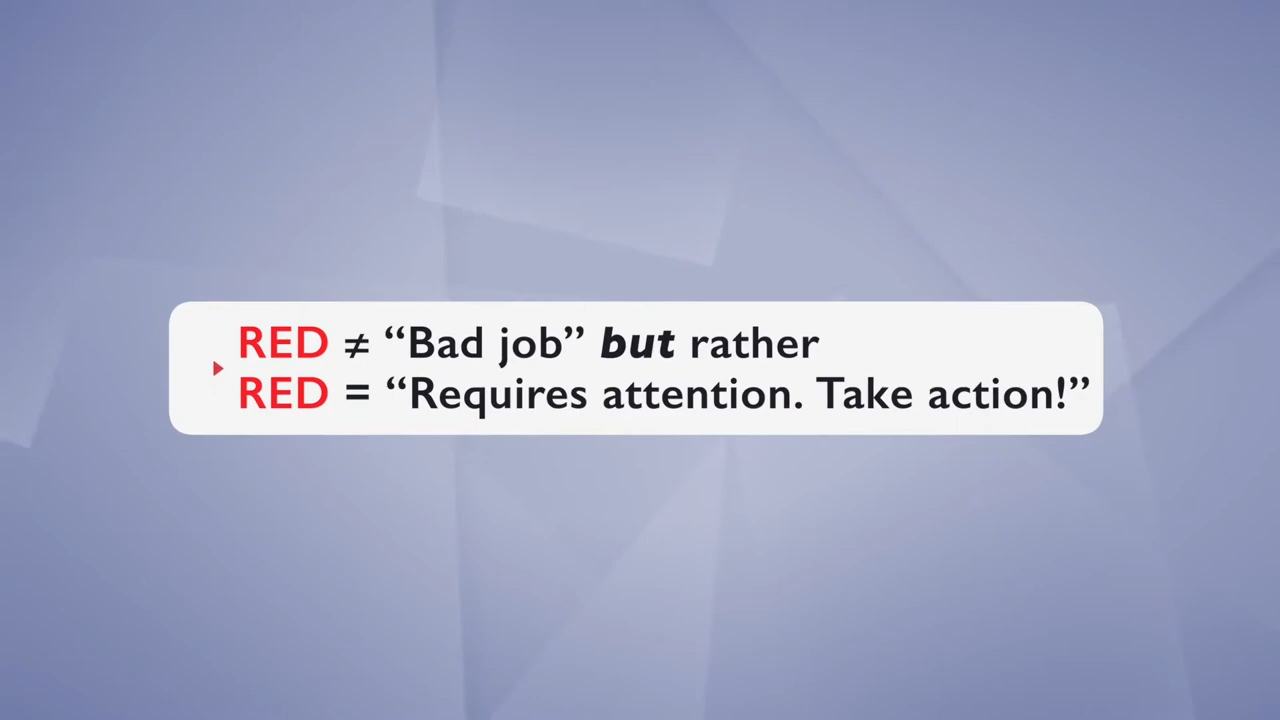 RED ≠ “Bad job” but rather
RED = “Requires attention. Take action!”